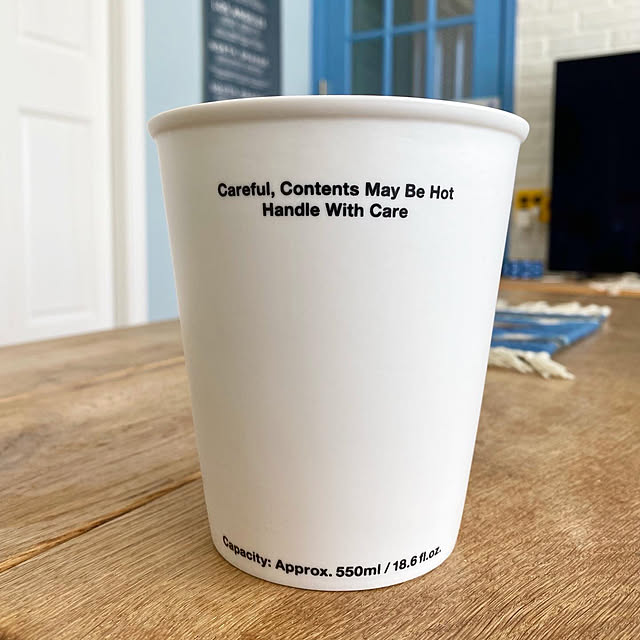 Careful, Contents May Be Hot
Handle With Care
Capacity: Approx. 550ml / 18.6 fl.oz.